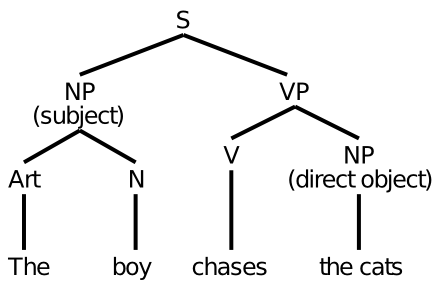 S
NP VP
(subject)
Art N V NP
(direct object)
The boy chases the cats